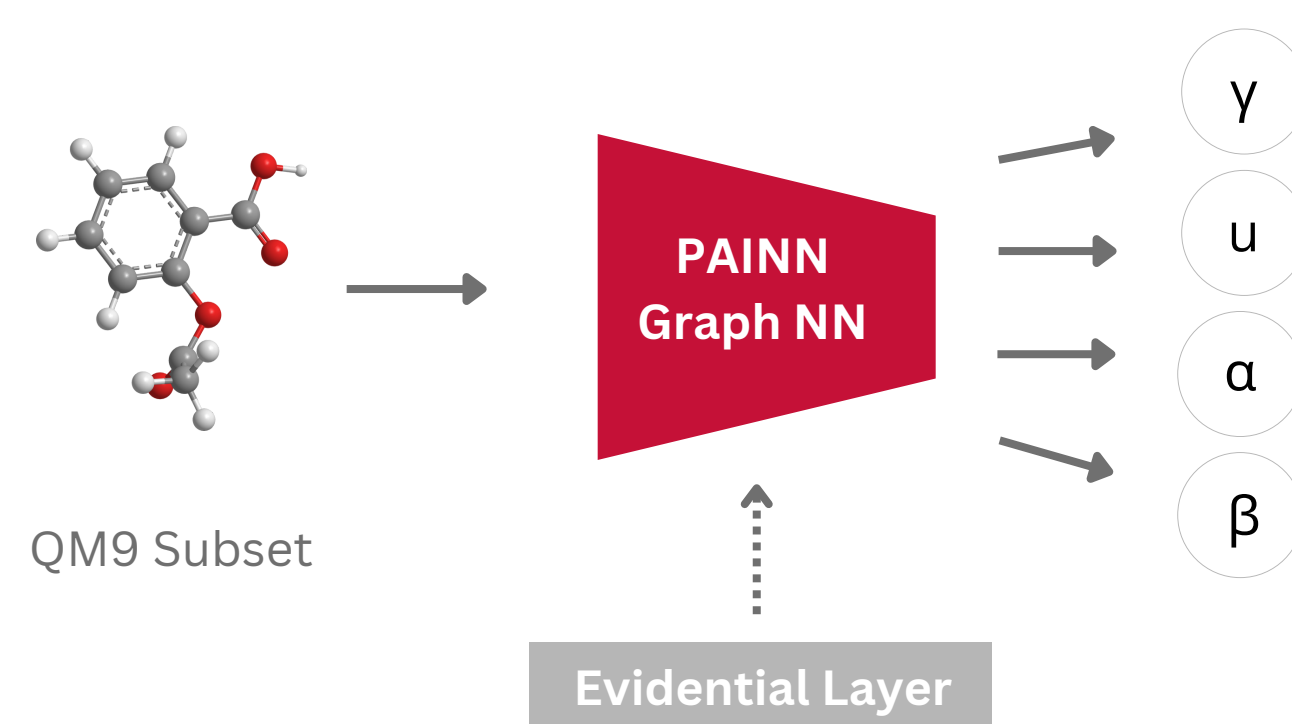 γ
PAINN
u
Graph NN
α
β
QM9 Subset
Evidential Layer